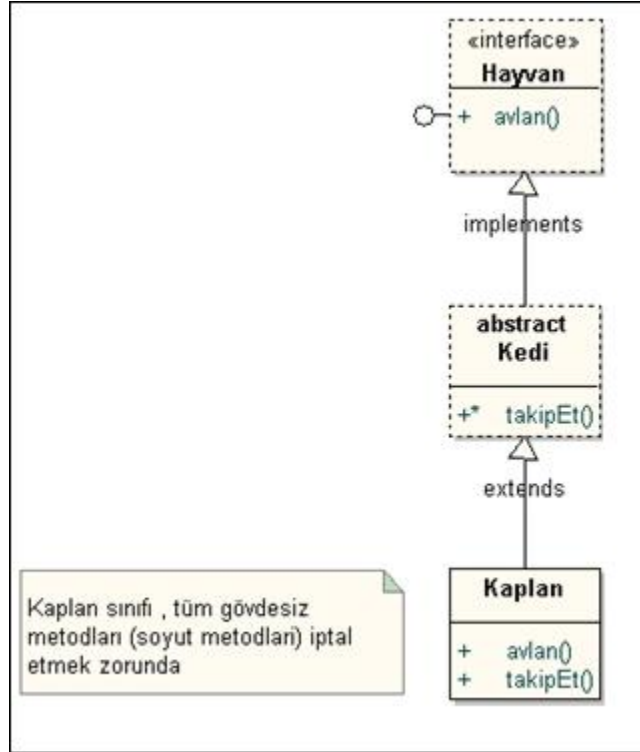 «interface»
Hayvan
+ avlan()
implements
abstract
Kedi
+* takipEt()
extends
Kaplan
+ avlan()
+ takipEt()
Kaplan sınıfı , tüm gövdesiz
metodları (soyut metodlari) iptal
etmek zorunda